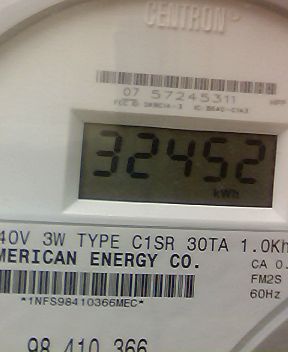 CENTRON®
07 57245311
32452
kWh
40V 3W TYPE C1SR 30TA 1.0Kh
MERICAN ENERGY CO.
CA 0.
FM2S
*1NFS98410366MEC*
60Hz
98 410 366